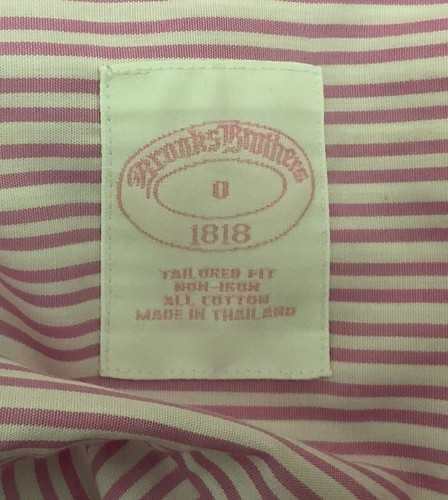 Brooks Brothers
0
1818
TAILORED FIT
NON-IRON
ALL COTTON
MADE IN THAILAND